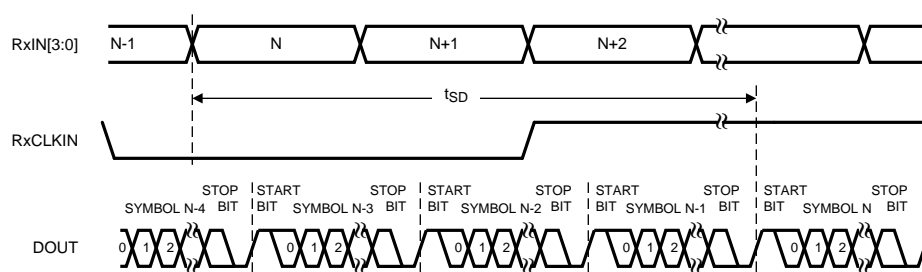 RxIN[3:0] N-1 N N+1 N+2
tSD
RxCLKIN
STOP BIT START BIT STOP BIT START BIT STOP BIT START BIT STOP BIT START BIT STOP BIT
SYMBOL N-4 SYMBOL N-3 SYMBOL N-2 SYMBOL N-1 SYMBOL N
DOUT 0 1 2 0 1 2 0 1 2 0 1 2 0 1 2